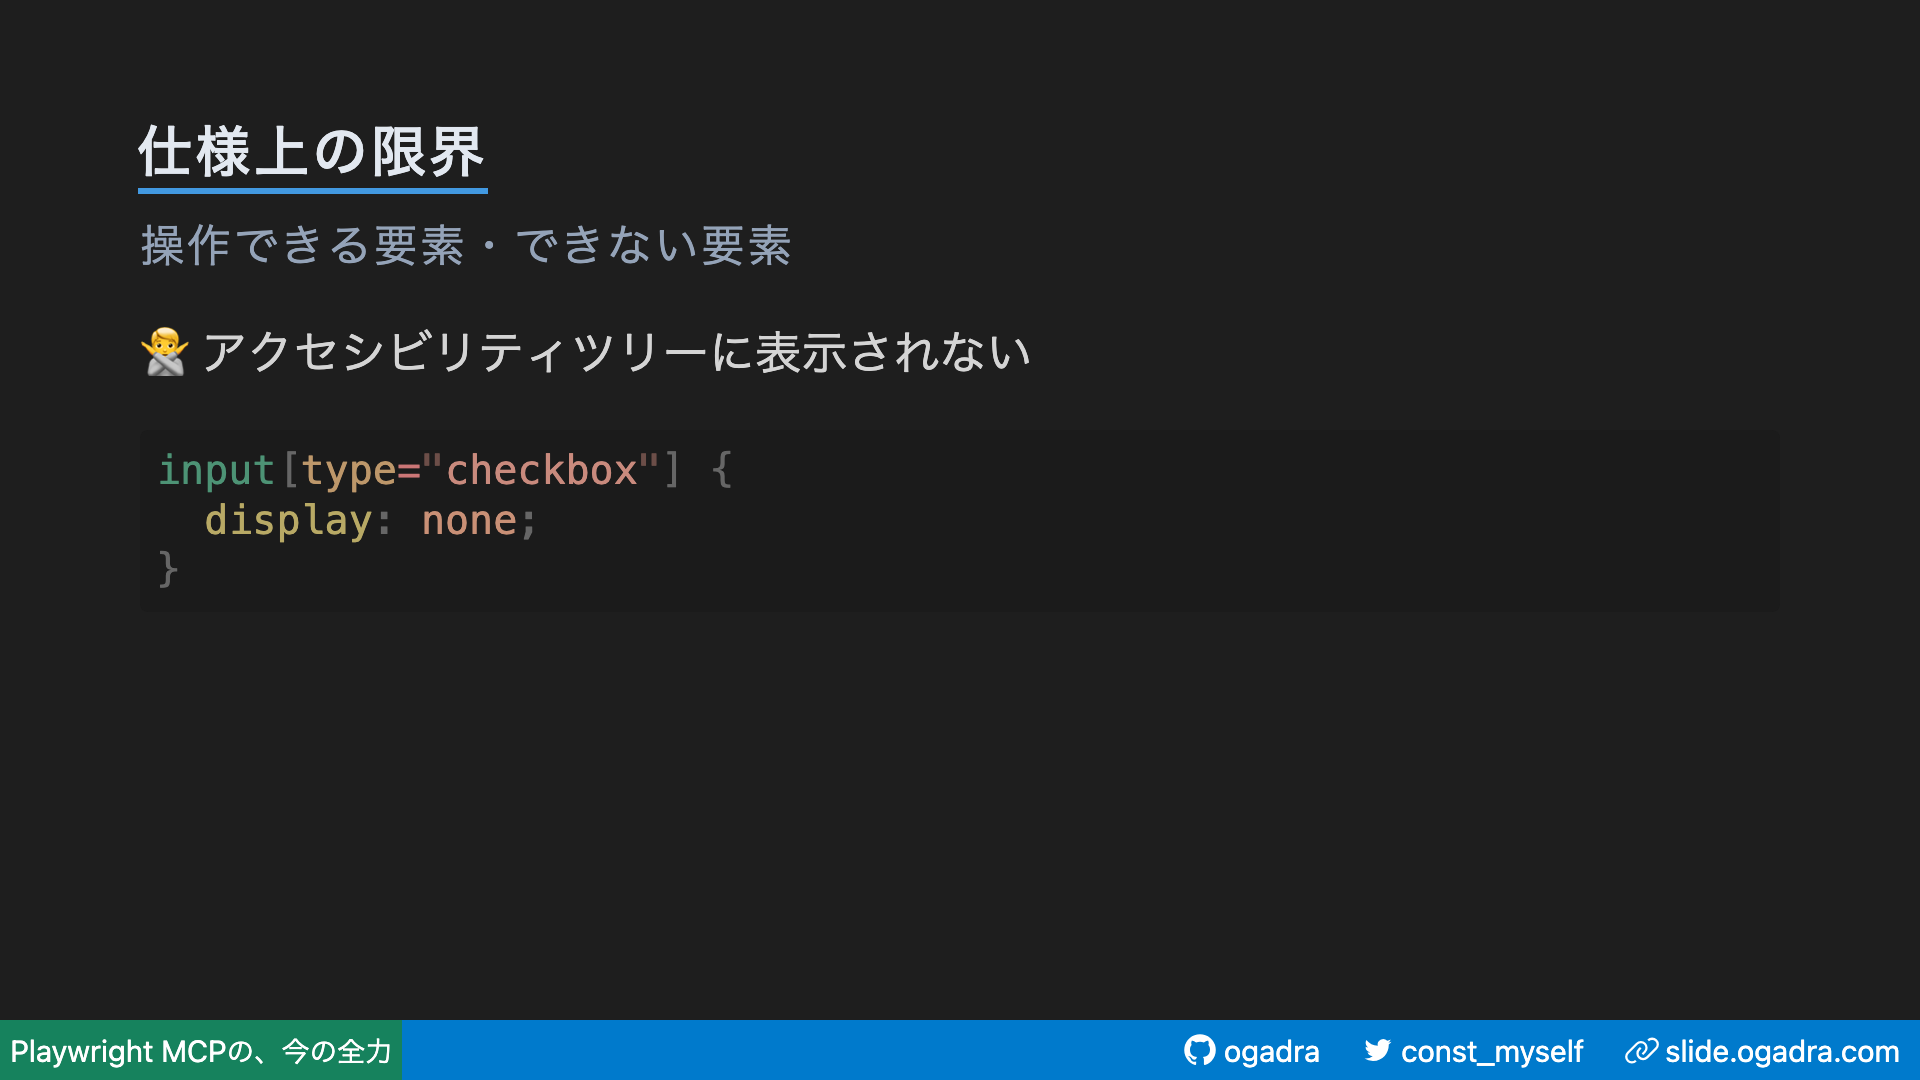 仕様上の限界
操作できる要素・できない要素
🙅 アクセシビリティツリーに表示されない
input[type="checkbox"] {
  display: none;
}
Playwright MCPの、今の全力
ogadra
const_myself
slide.ogadra.com